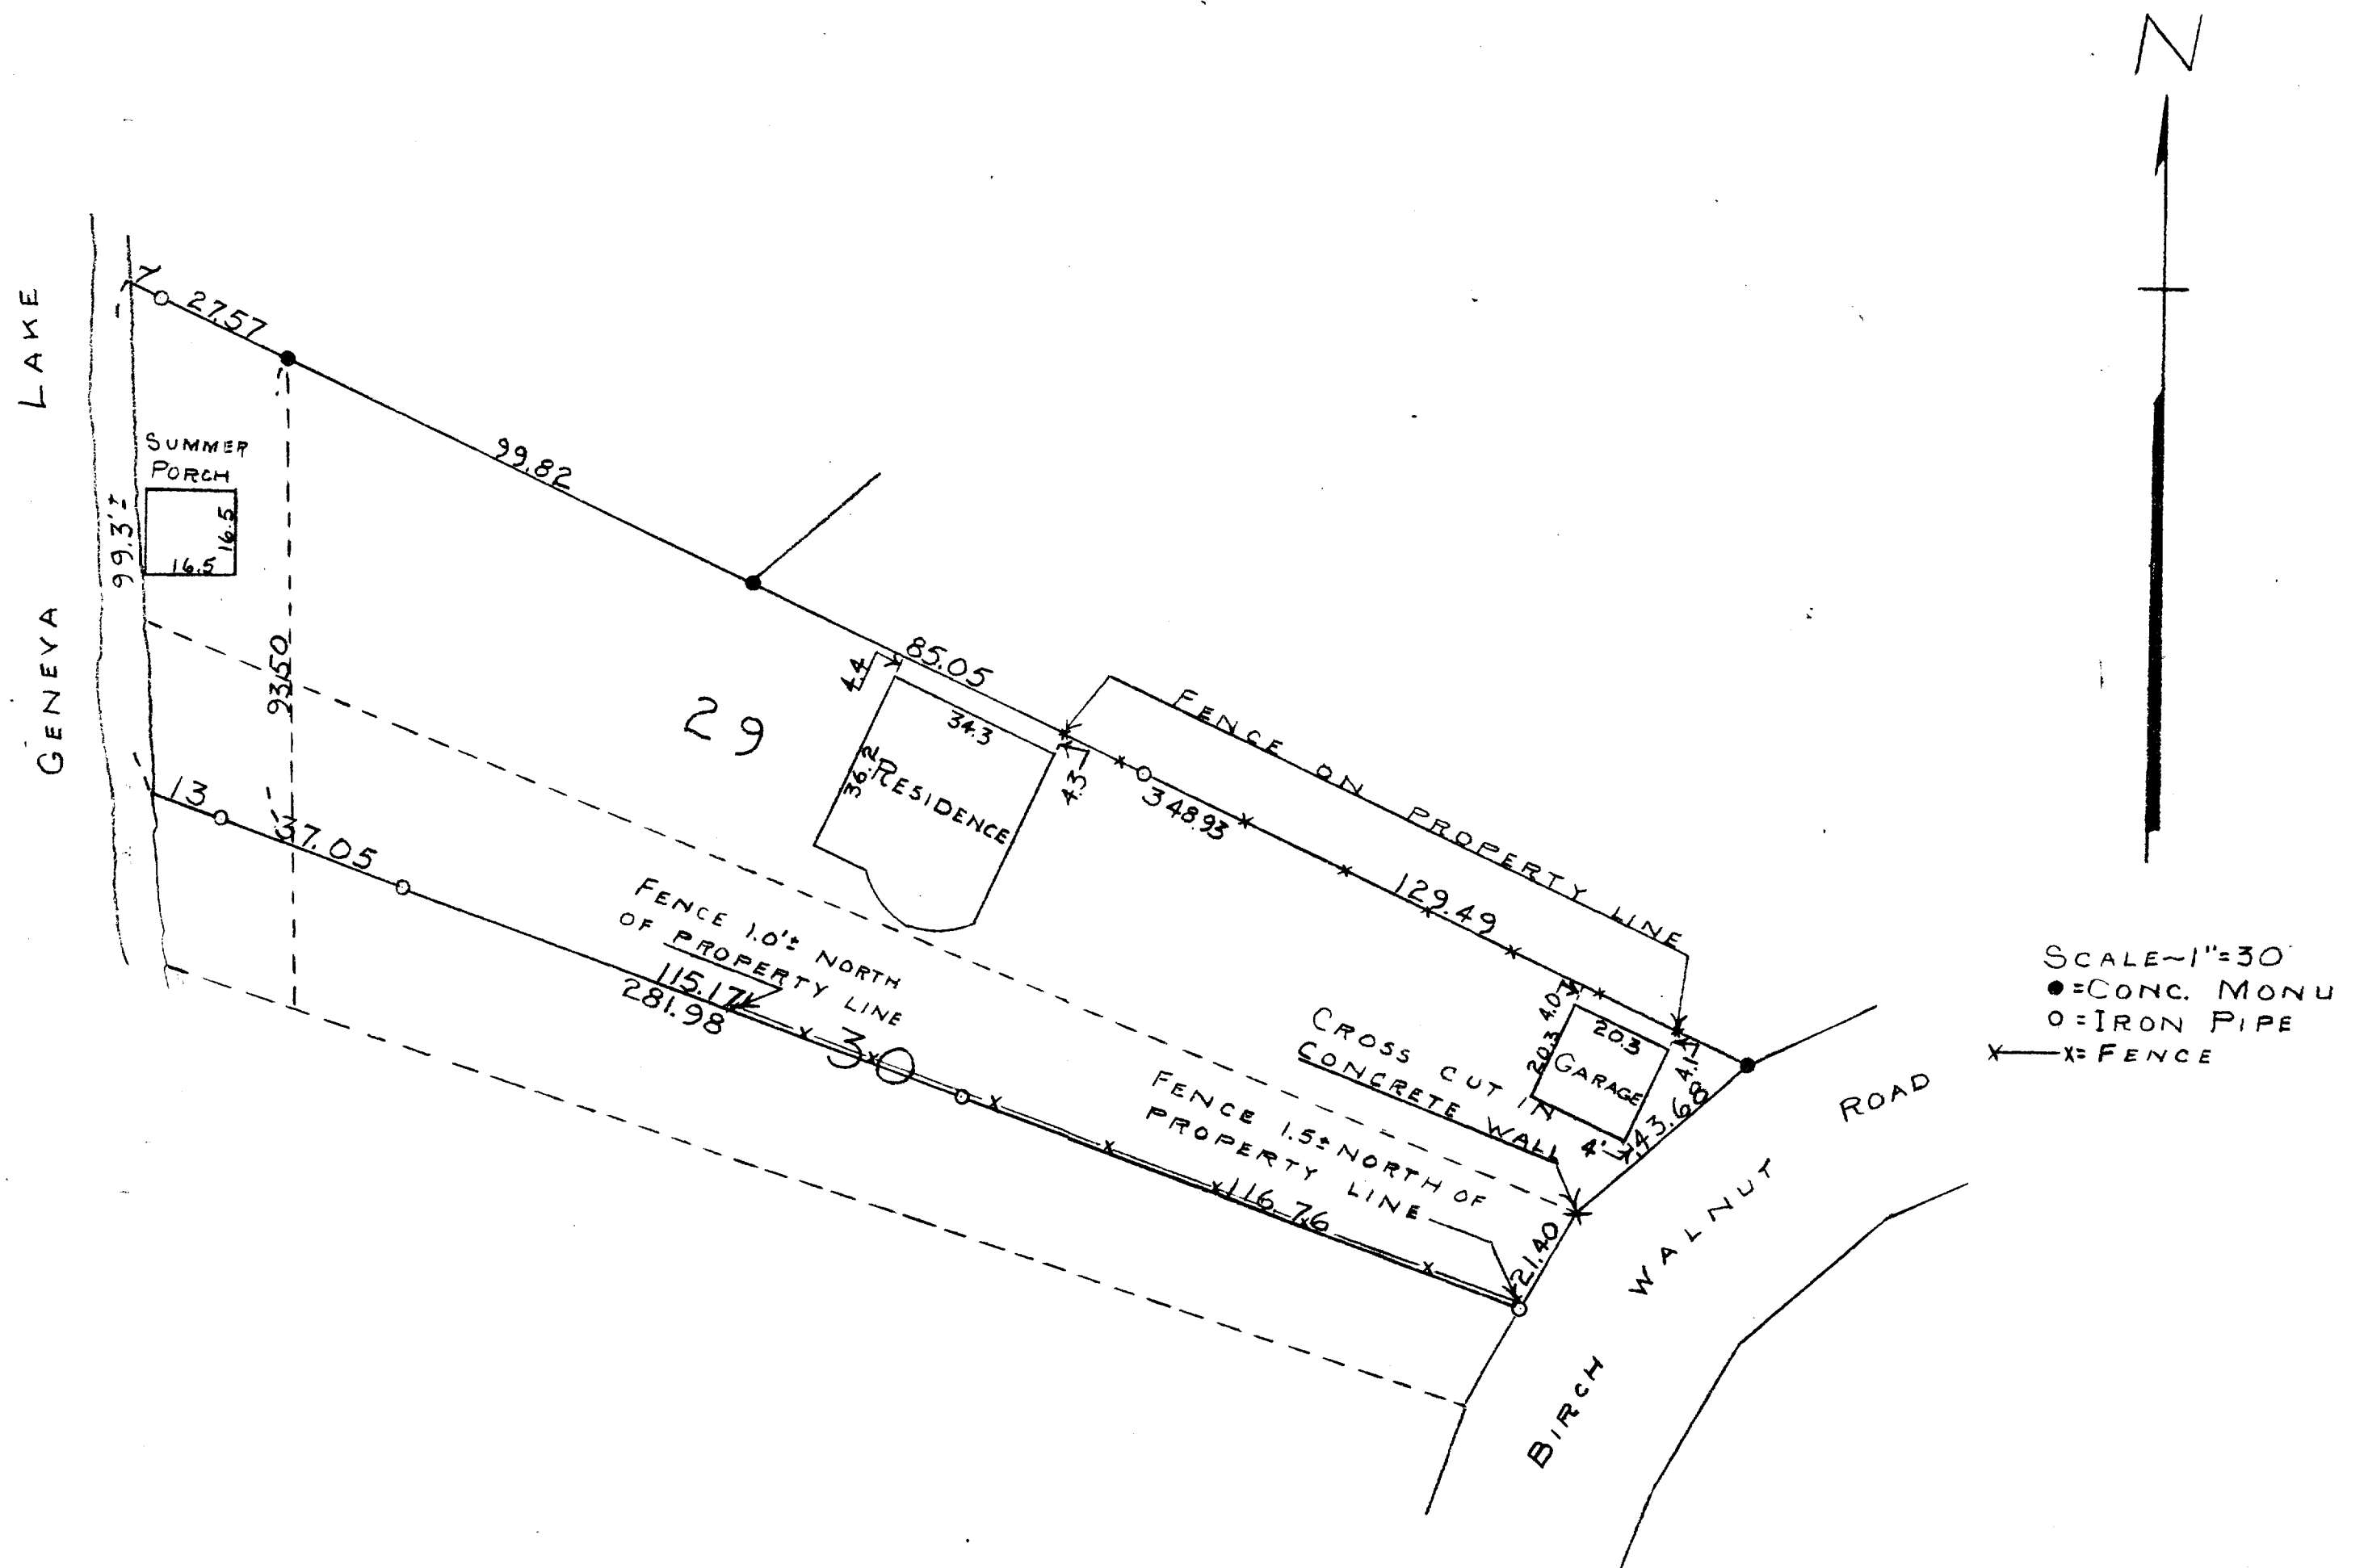 N
LAKE
GENEVA
7
27.57
99.82
SUMMER
PORCH
16.5
16.5
99.3'±
93.50
85.05
4.4
29
34.3
36.2
RESIDENCE
4.3
FENCE ON PROPERTY LINE
348.93
129.49
13
37.05
FENCE 1.0'± NORTH
OF PROPERTY LINE
115.17
281.98
30
CROSS CUT IN
CONCRETE WALL
FENCE 1.5± NORTH OF
PROPERTY LINE
116.76
4.0
20.3
20.3
GARAGE
4.1
4'
43.68
21.40
BIRCH WALNUT ROAD
SCALE~1"=30'
●=CONC. MONU
O=IRON PIPE
x——x=FENCE